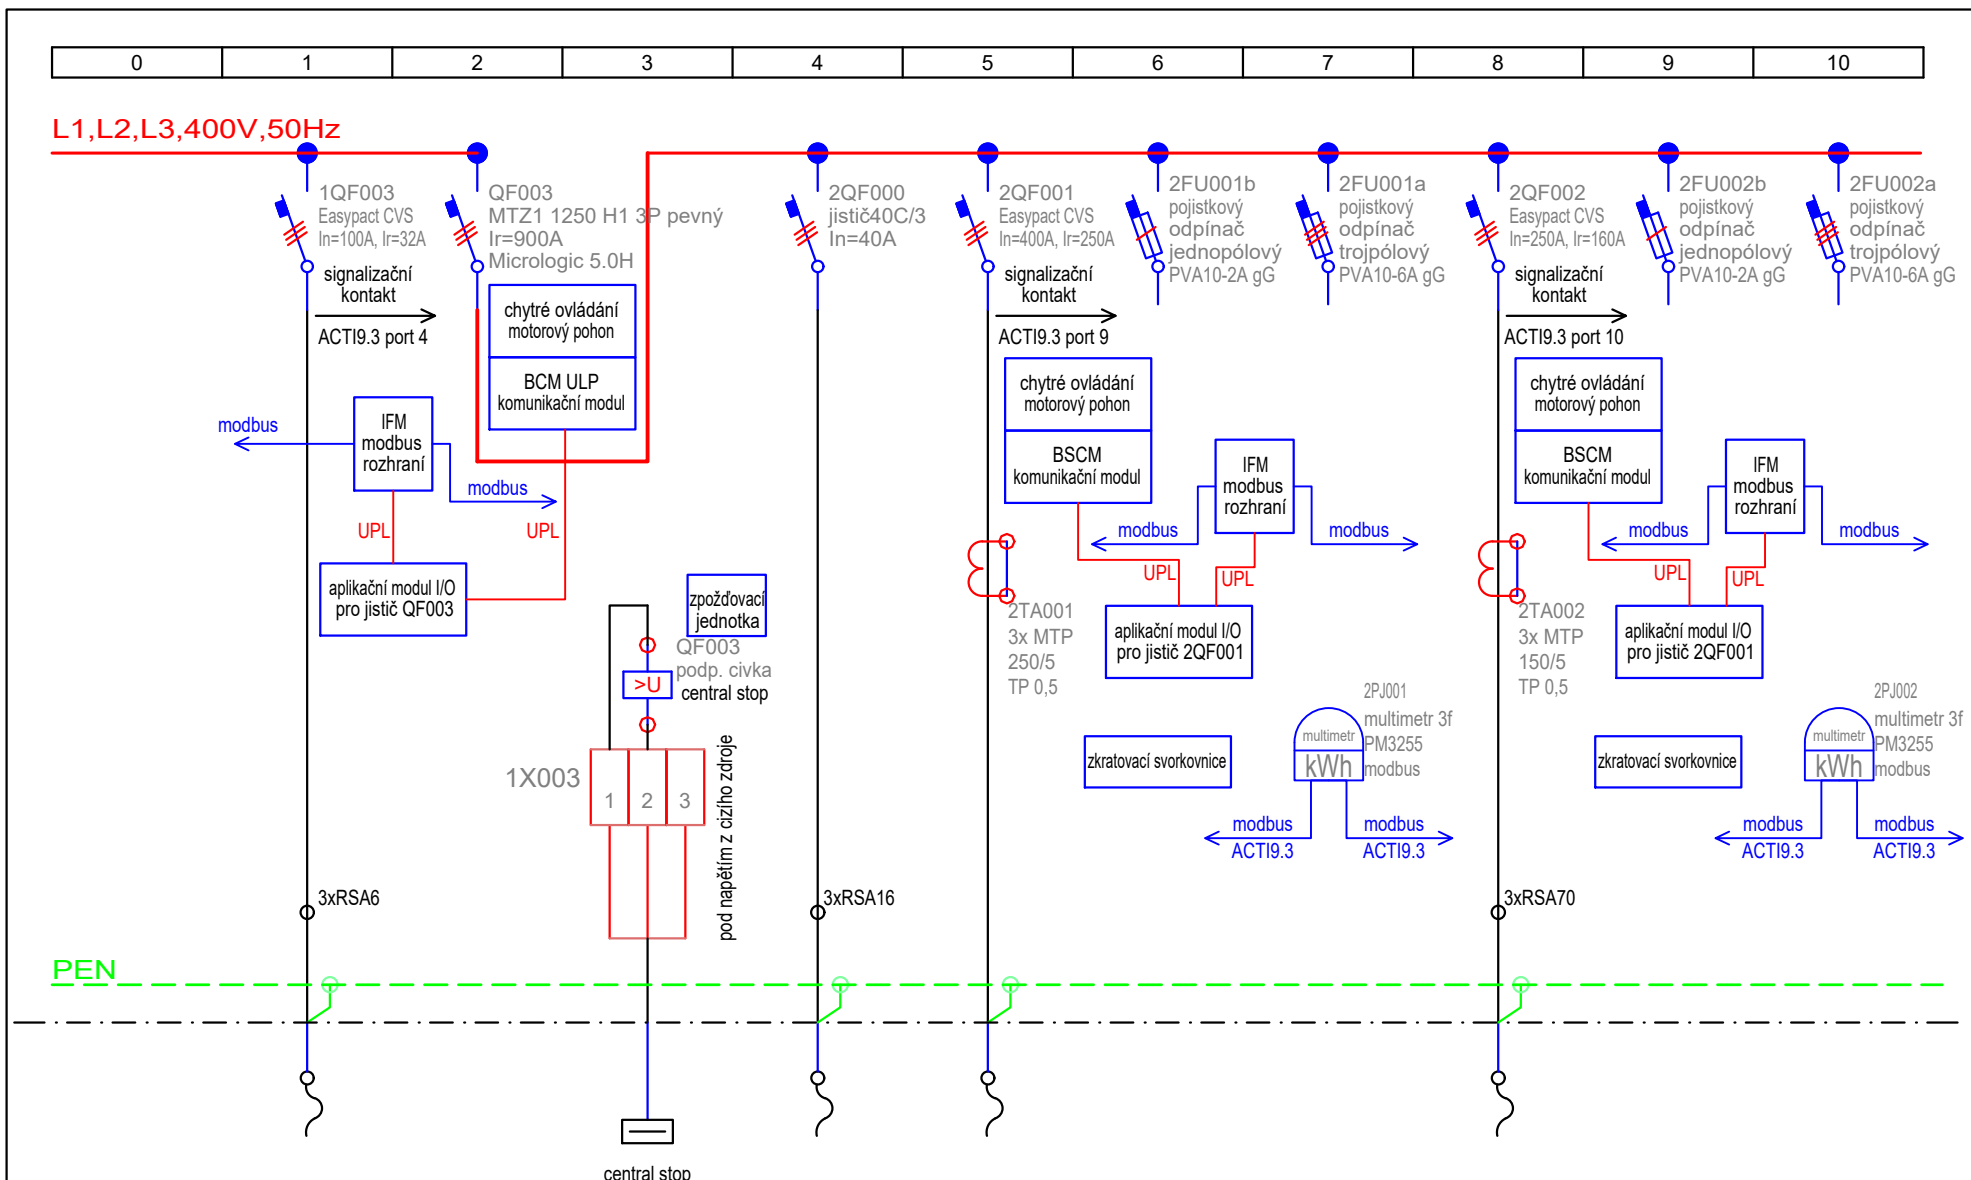 0 1 2 3 4 5 6 7 8 9 10
L1,L2,L3,400V,50Hz
1QF003
Easypact CVS
In=100A, Ir=32A
signalizační
kontakt
ACTI9.3 port 4
QF003
MTZ1 1250 H1 3P pevný
Ir=900A
Micrologic 5.0H
chytré ovládání
motorový pohon
BCM ULP
komunikační modul
modbus
IFM
modbus
rozhraní
modbus
UPL
UPL
aplikační modul I/O
pro jistič QF003
zpožďovací
jednotka
QF003
podp. civka
central stop
>U
1X003
1 2 3
pod napětím z cizího zdroje
2QF000
jistič40C/3
In=40A
2QF001
Easypact CVS
In=400A, Ir=250A
signalizační
kontakt
ACTI9.3 port 9
chytré ovládání
motorový pohon
BSCM
komunikační modul
2FU001b
pojistkový
odpínač
jednopólový
PVA10-2A gG
2FU001a
pojistkový
odpínač
trojpólový
PVA10-6A gG
IFM
modbus
rozhraní
modbus
modbus
UPL
UPL
2TA001
3x MTP
250/5
TP 0,5
aplikační modul I/O
pro jistič 2QF001
2PJ001
multimetr 3f
PM3255
modbus
multimetr
kWh
zkratovací svorkovnice
modbus
ACTI9.3
modbus
ACTI9.3
2QF002
Easypact CVS
In=250A, Ir=160A
signalizační
kontakt
ACTI9.3 port 10
chytré ovládání
motorový pohon
BSCM
komunikační modul
2FU002b
pojistkový
odpínač
jednopólový
PVA10-2A gG
2FU002a
pojistkový
odpínač
trojpólový
PVA10-6A gG
IFM
modbus
rozhraní
modbus
modbus
UPL
UPL
2TA002
3x MTP
150/5
TP 0,5
aplikační modul I/O
pro jistič 2QF001
2PJ002
multimetr 3f
PM3255
modbus
multimetr
kWh
zkratovací svorkovnice
modbus
ACTI9.3
modbus
ACTI9.3
3xRSA6
3xRSA16
3xRSA70
PEN
central stop